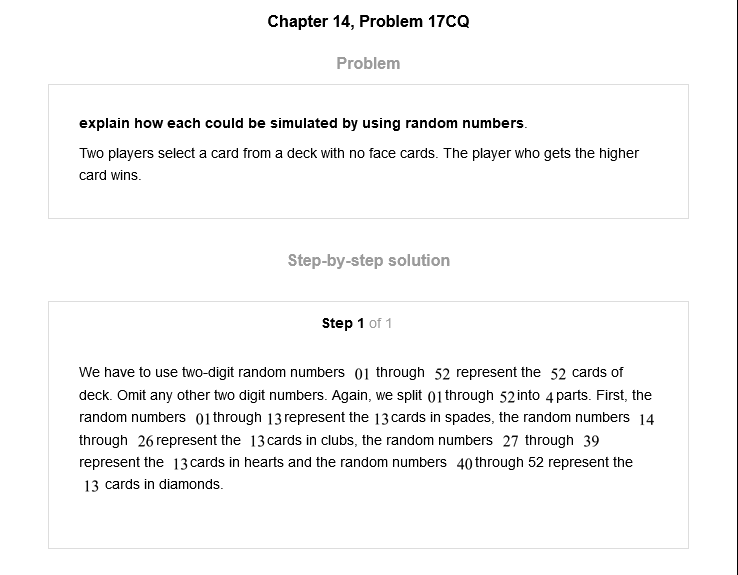 Chapter 14, Problem 17CQ
Problem
explain how each could be simulated by using random numbers.
Two players select a card from a deck with no face cards. The player who gets the higher
card wins.
Step-by-step solution
Step 1 of 1
We have to use two-digit random numbers 01 through 52 represent the 52 cards of
deck. Omit any other two digit numbers. Again, we split 01 through 52 into 4 parts. First, the
random numbers 01 through 13 represent the 13 cards in spades, the random numbers 14
through 26 represent the 13 cards in clubs, the random numbers 27 through 39
represent the 13 cards in hearts and the random numbers 40 through 52 represent the
13 cards in diamonds.